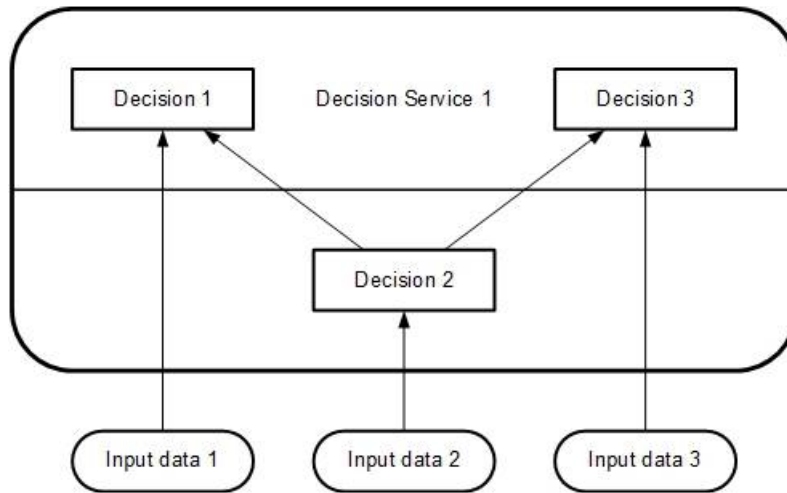 Decision 1
Decision Service 1
Decision 3
Decision 2
Input data 1
Input data 2
Input data 3